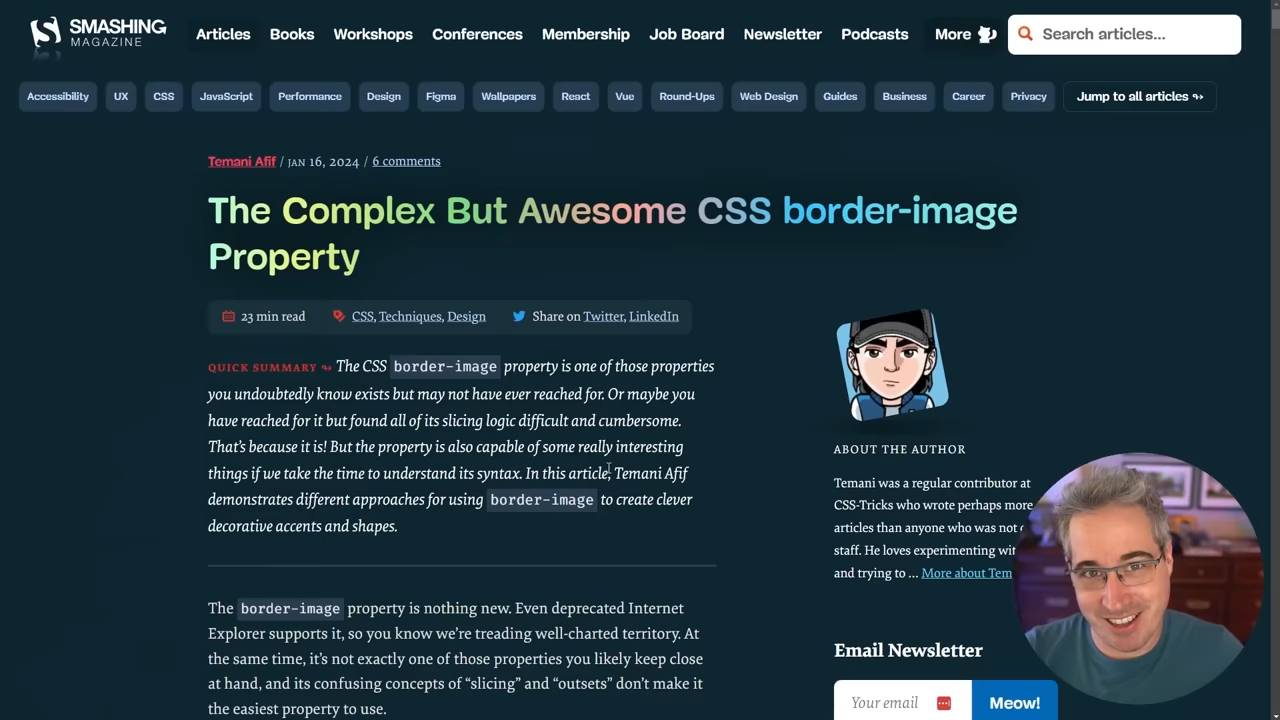 SMASHING
MAGAZINE
Articles Books Workshops Conferences Membership Job Board Newsletter Podcasts More
Search articles...
Accessibility UX CSS JavaScript Performance Design Figma Wallpapers React Vue Round-Ups Web Design Guides Business Career Privacy Jump to all articles ↬
Temani Afif / JAN 16, 2024 / 6 comments
The Complex But Awesome CSS border-image
Property
23 min read CSS, Techniques, Design Share on Twitter, LinkedIn
QUICK SUMMARY ↬ The CSS border-image property is one of those properties
you undoubtedly know exists but may not have ever reached for. Or maybe you
have reached for it but found all of its slicing logic difficult and cumbersome.
That’s because it is! But the property is also capable of some really interesting
things if we take the time to understand its syntax. In this article, Temani Afif
demonstrates different approaches for using border-image to create clever
decorative accents and shapes.
The border-image property is nothing new. Even deprecated Internet
Explorer supports it, so you know we’re treading well-charted territory. At
the same time, it’s not exactly one of those properties you likely keep close
at hand, and its confusing concepts of “slicing” and “outsets” don’t make it
the easiest property to use.
ABOUT THE AUTHOR
Temani was a regular contributor at
CSS-Tricks who wrote perhaps more
articles than anyone who was not
staff. He loves experimenting
and trying to ... More about Tem
Email Newsletter
Your email
Meow!